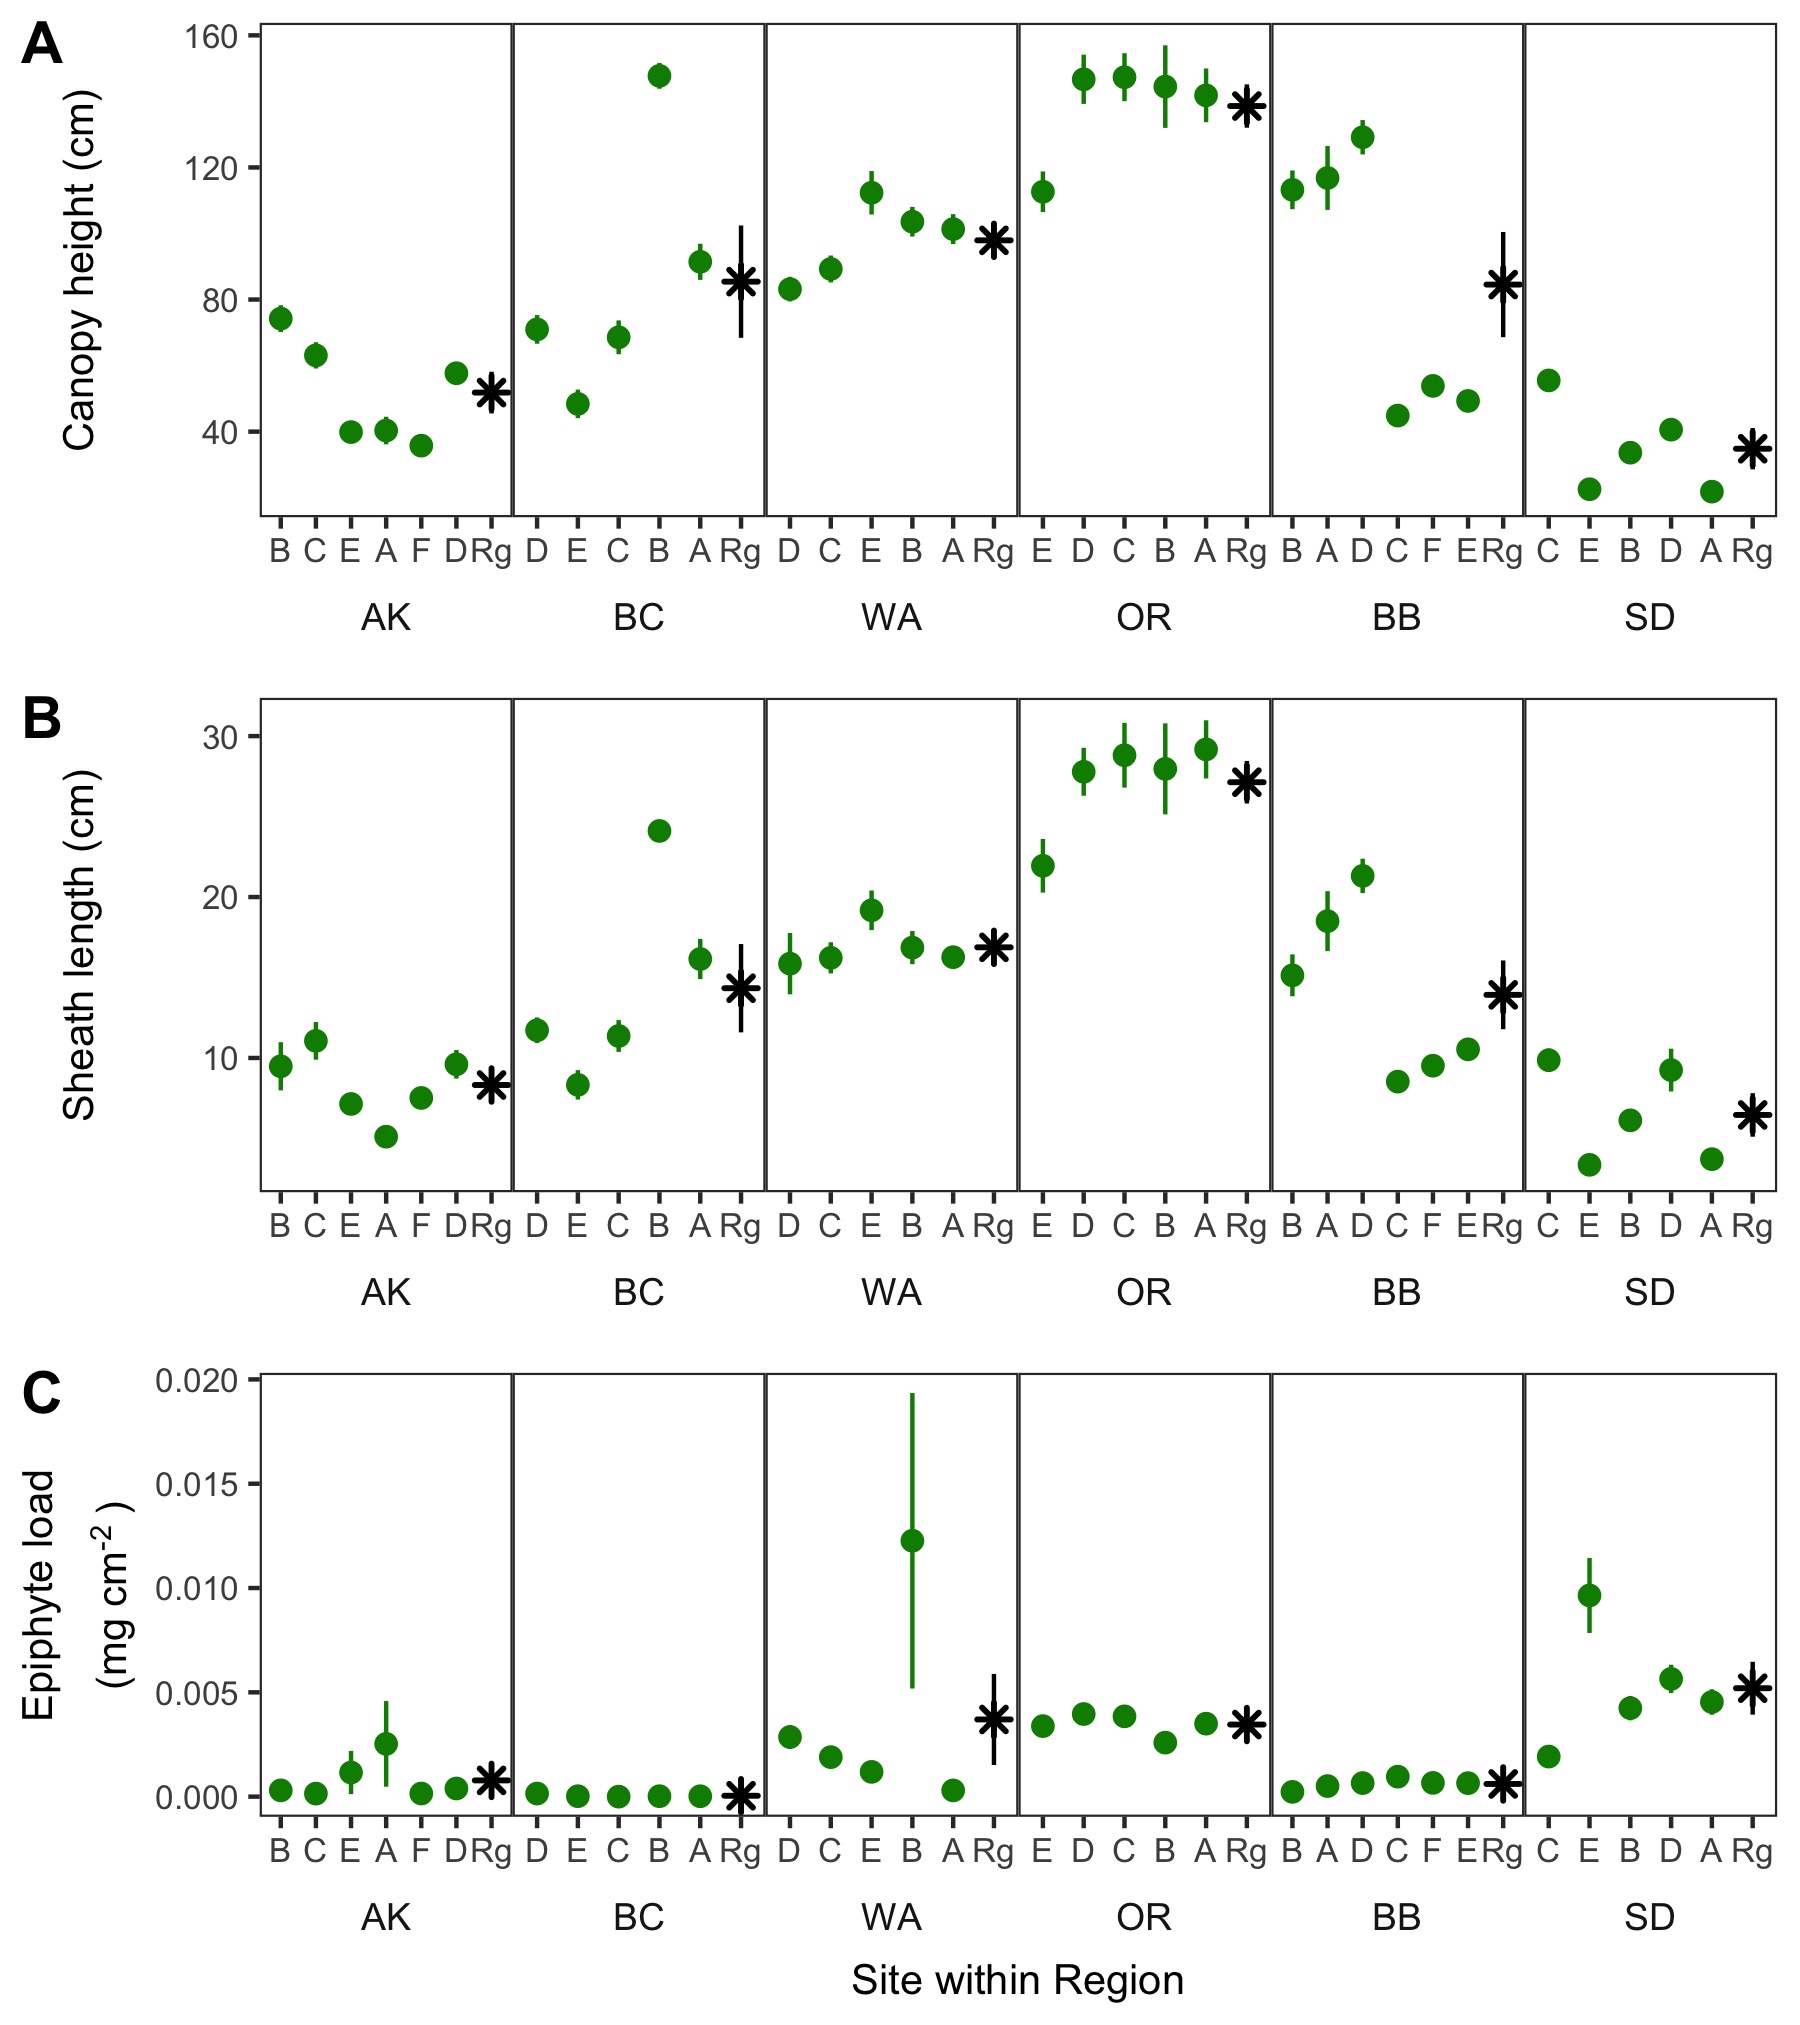 A
Canopy height (cm)
160
120
80
40
B C E A F D Rg D E C B A Rg D C E B A Rg E D C B A Rg B A D C F E Rg C E B D A Rg
AK BC WA OR BB SD
B
Sheath length (cm)
30
20
10
B C E A F D Rg D E C B A Rg D C E B A Rg E D C B A Rg B A D C F E Rg C E B D A Rg
AK BC WA OR BB SD
C
Epiphyte load
(mg cm⁻²)
0.020
0.015
0.010
0.005
0.000
B C E A F D Rg D E C B A Rg D C E B A Rg E D C B A Rg B A D C F E Rg C E B D A Rg
AK BC WA OR BB SD
Site within Region